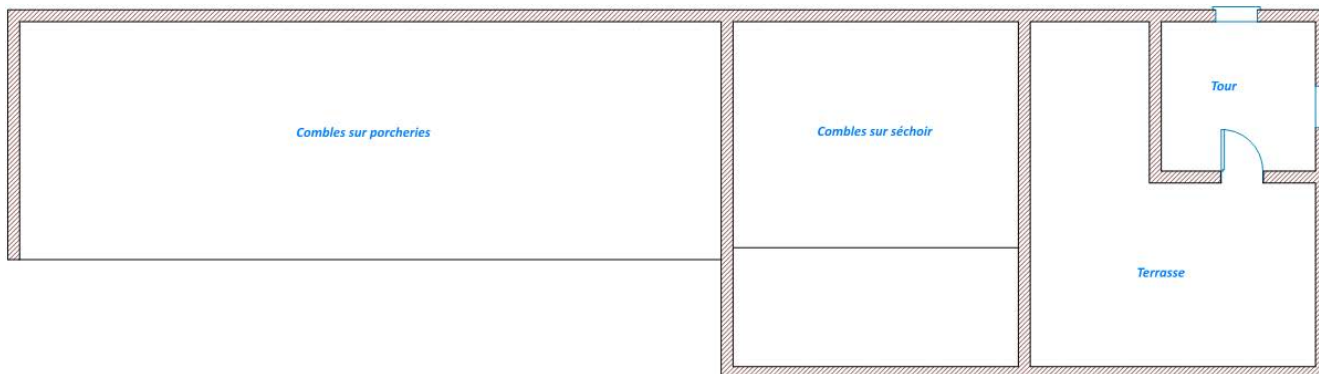 Tour
Combles sur porcheries
Combles sur séchoir
Terrasse